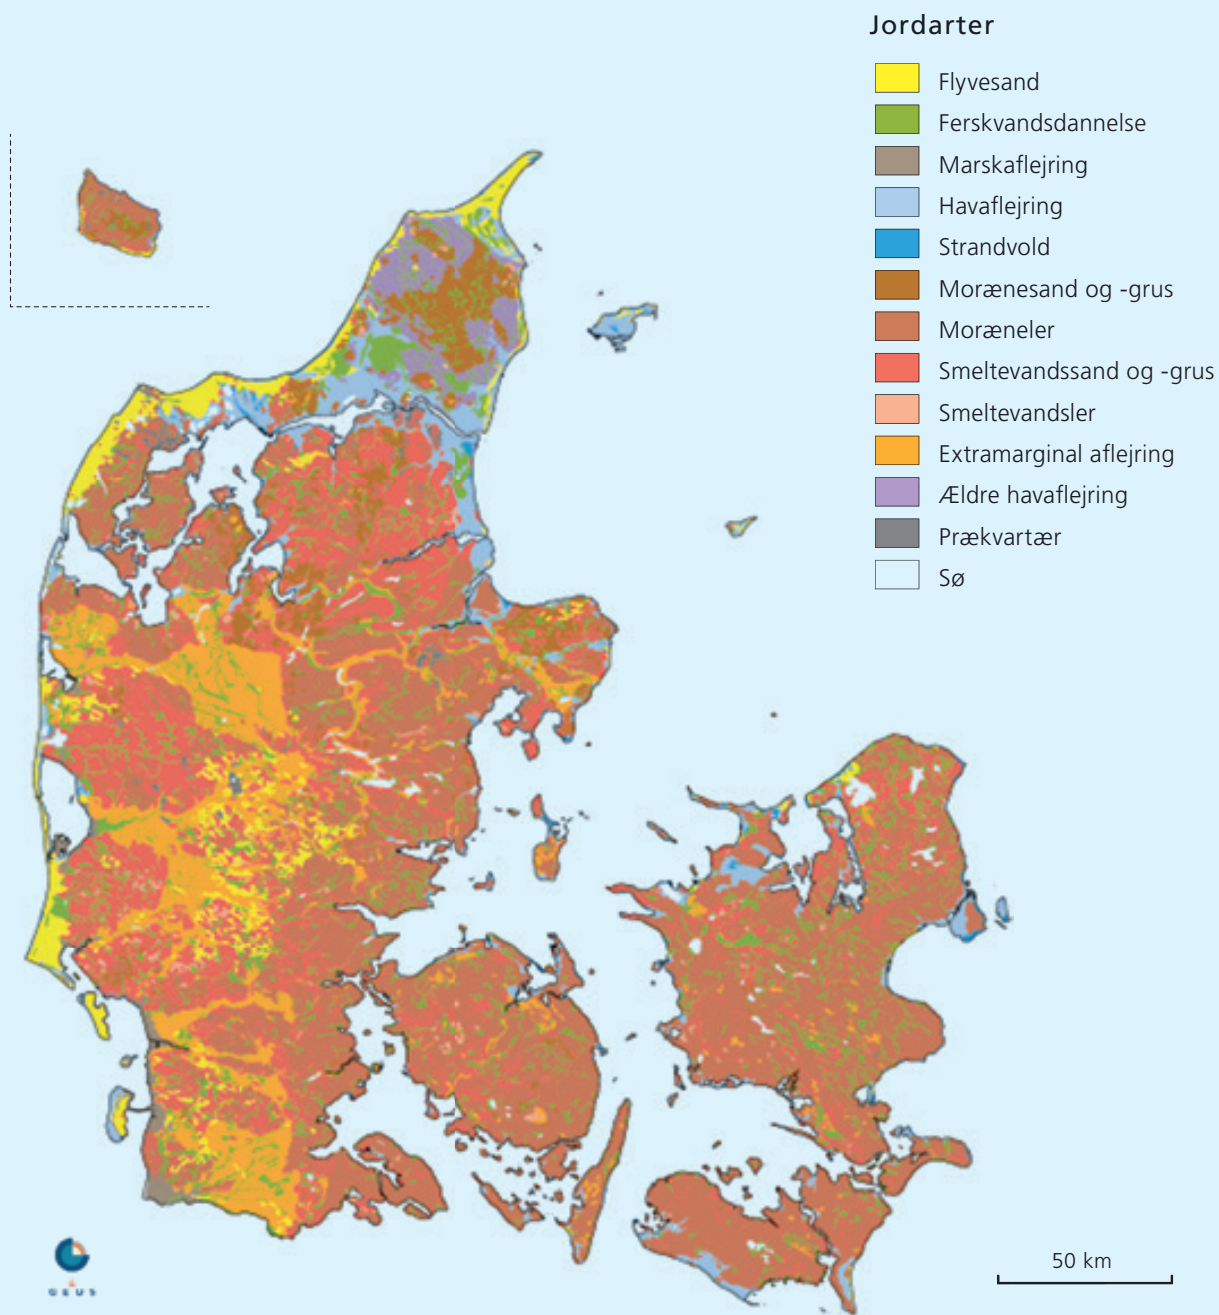 Jordarter
Flyvesand
Ferskvandsdannelse
Marskaflejring
Havaflejring
Strandvold
Morænesand og -grus
Moræneler
Smeltevandssand og -grus
Smeltevandsler
Extramarginal aflejring
Ældre havaflejring
Prækvartær
Sø
50 km
GEUS